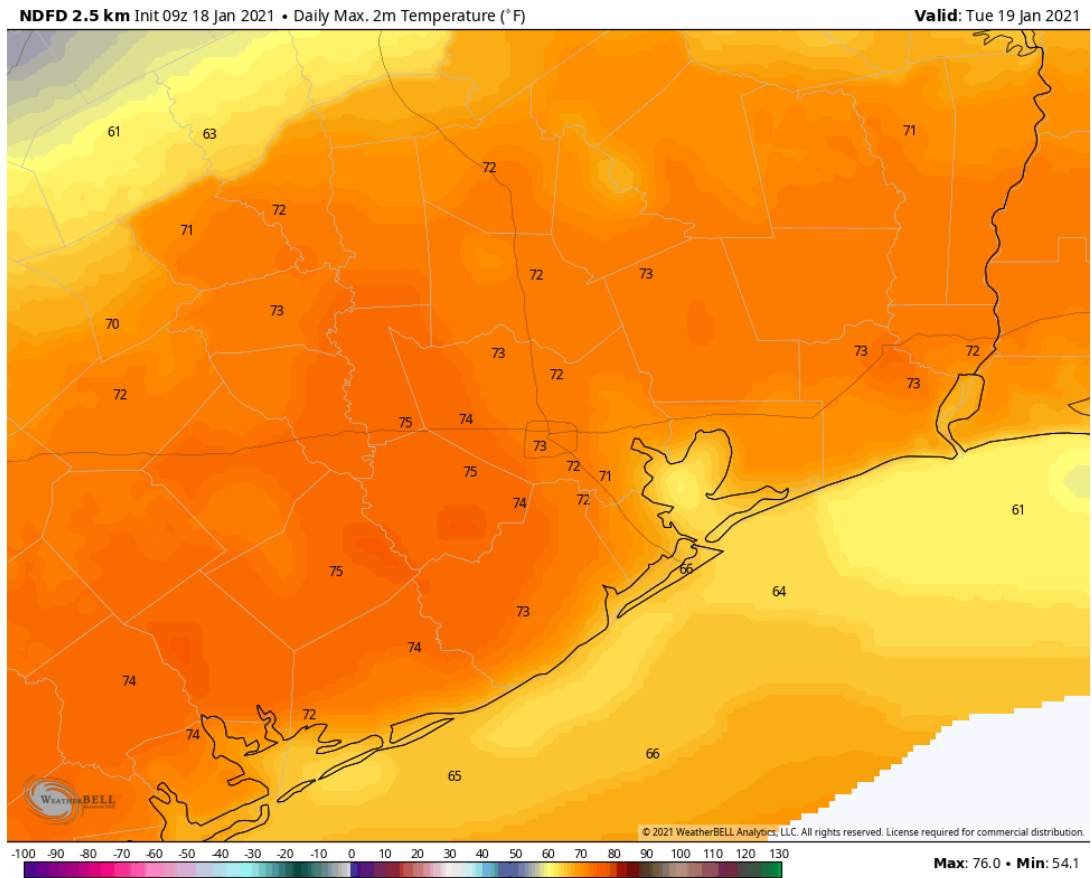 NDFD 2.5 km Init 09z 18 Jan 2021 • Daily Max. 2m Temperature (°F) Valid: Tue 19 Jan 2021
61 63 71
72
72
71
72 73
73
70
73 73 72
72 73
72
75 74
73
75 72 71
74 72
61
75 66
64
73
74
74
72
74
66
65
WEATHERBELL
© 2021 WeatherBELL Analytics, LLC. All rights reserved. License required for commercial distribution.
-100 -90 -80 -70 -60 -50 -40 -30 -20 -10 0 10 20 30 40 50 60 70 80 90 100 110 120 130
Max: 76.0 • Min: 54.1